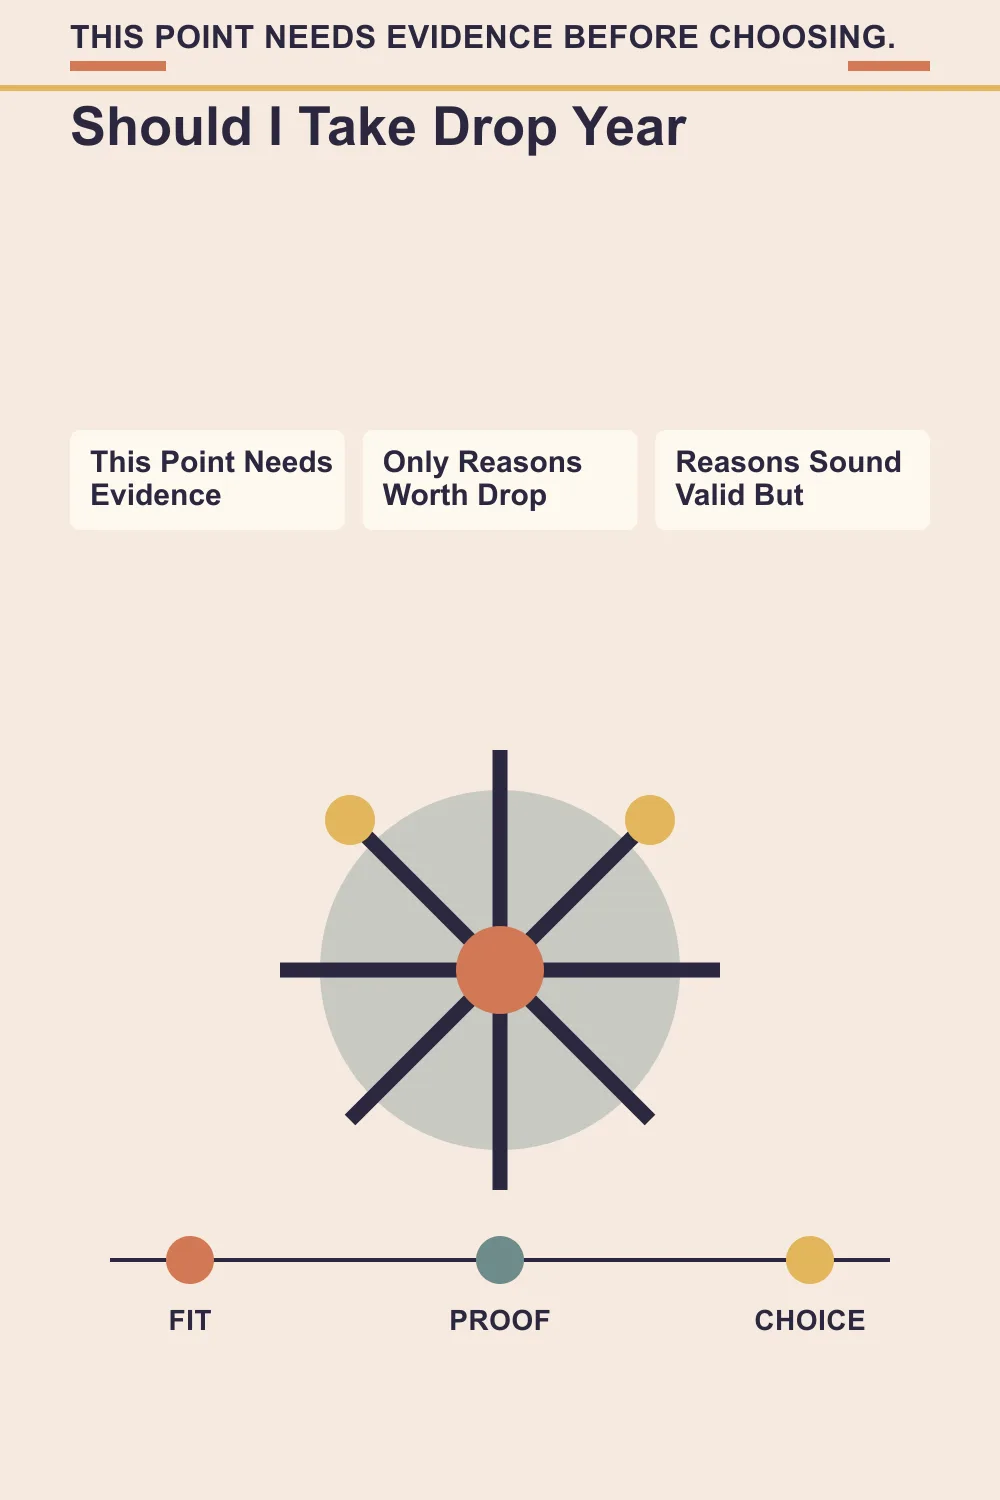 THIS POINT NEEDS EVIDENCE BEFORE CHOOSING.
Should I Take Drop Year
This Point Needs
Evidence
Only Reasons
Worth Drop
Reasons Sound
Valid But
FIT
PROOF
CHOICE